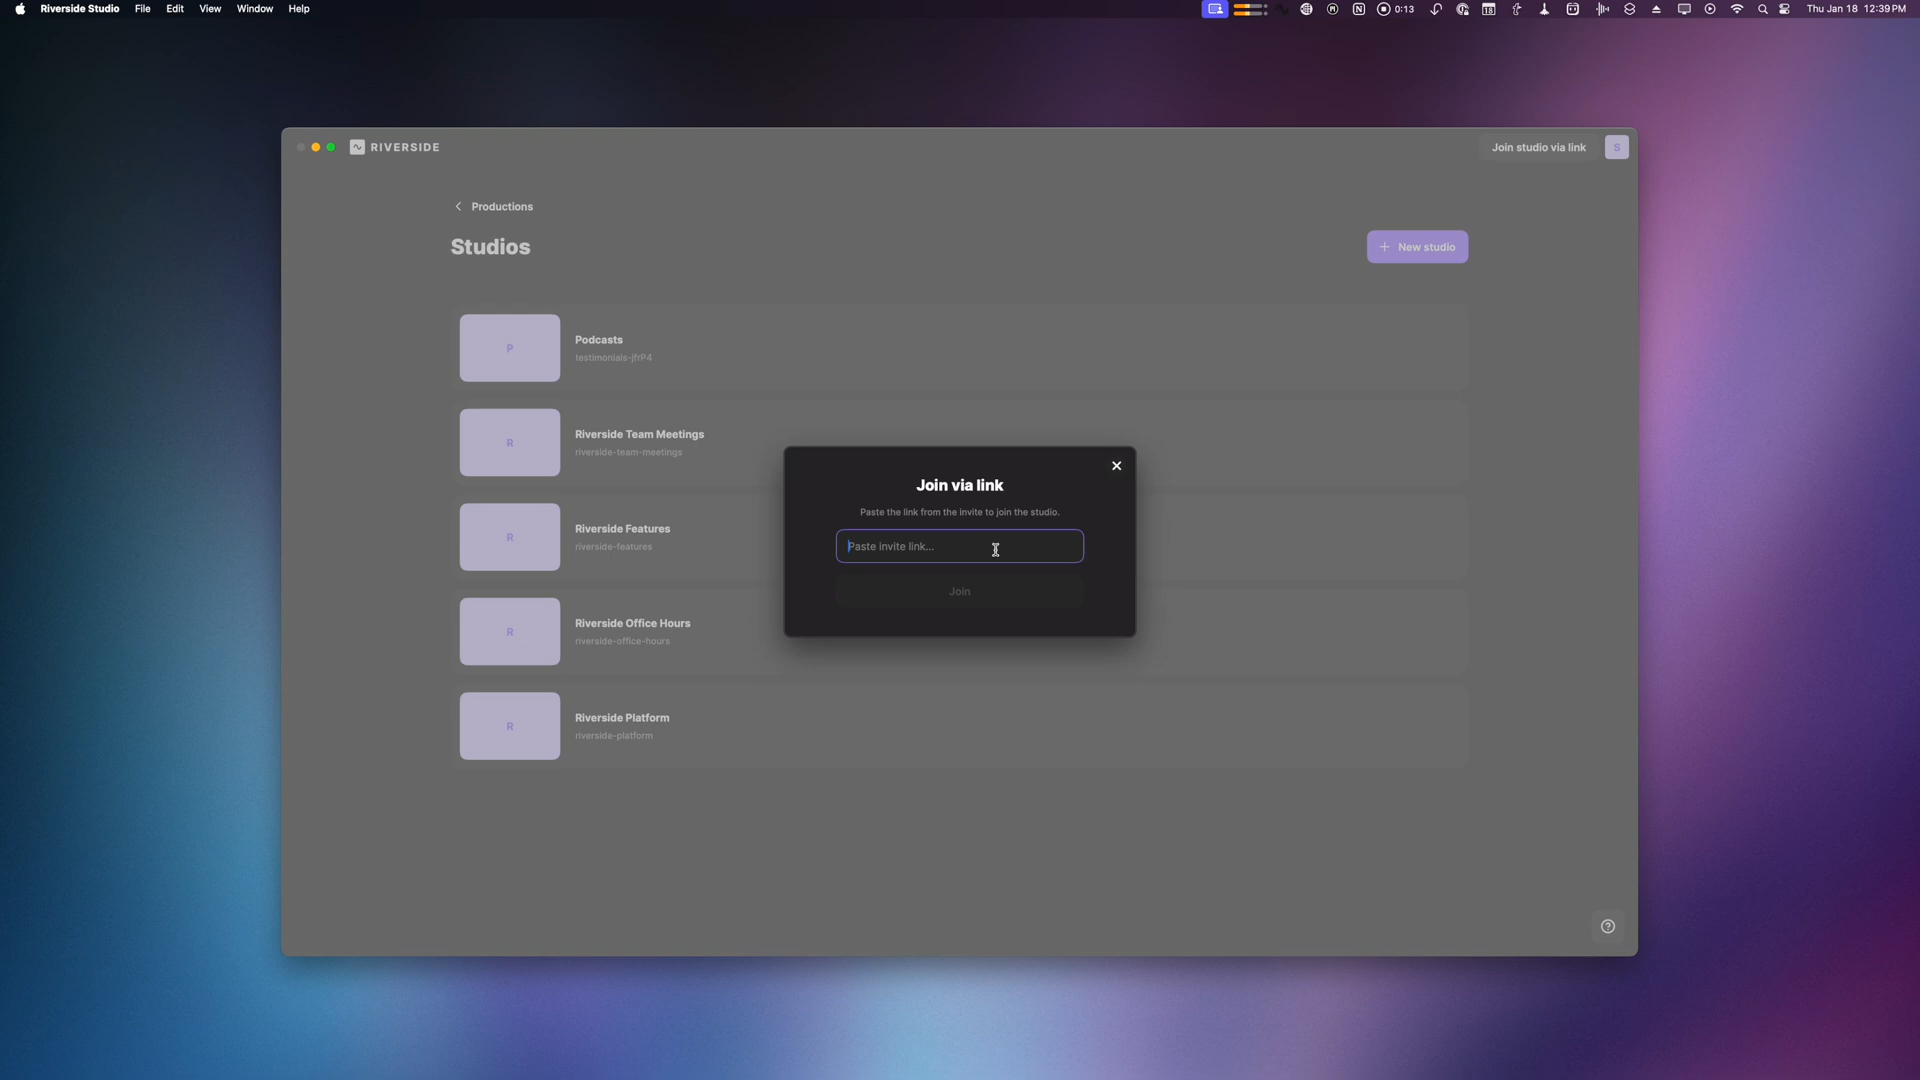 Riverside Studio File Edit View Window Help 0:13 18 Thu Jan 18 12:39 PM
RIVERSIDE Join studio via link S
Productions
Studios
New studio
P
Podcasts
testimonials-jfrP4
R
Riverside Team Meetings
riverside-team-meetings
R
Riverside Features
riverside-features
R
Riverside Office Hours
riverside-office-hours
R
Riverside Platform
riverside-platform
Join via link
Paste the link from the invite to join the studio.
Paste invite link...
Join